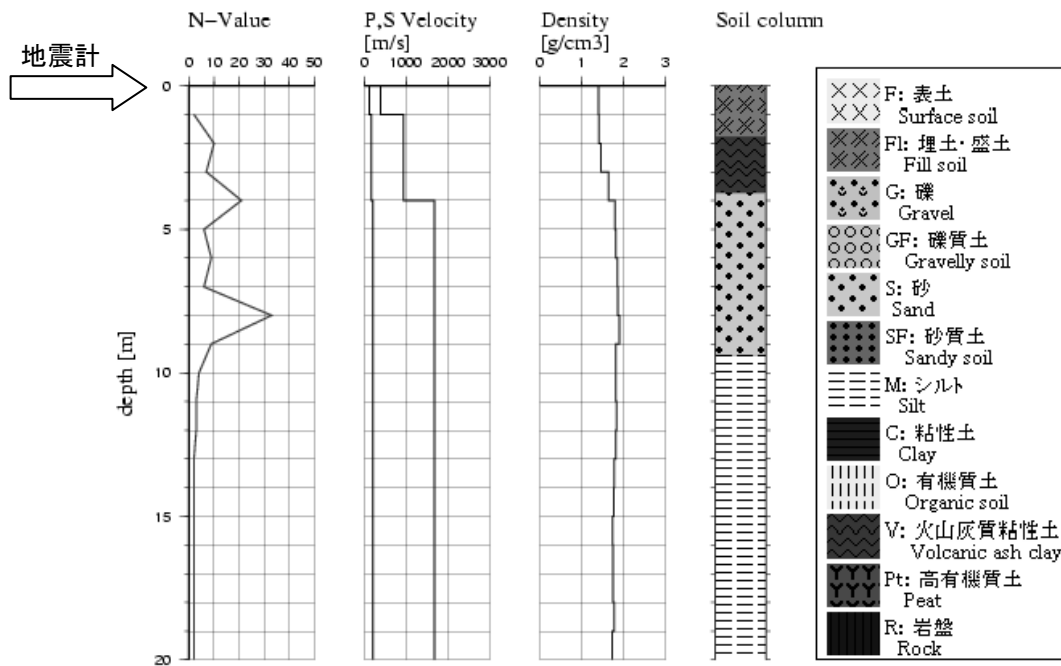 N-Value
P,S Velocity
[m/s]
Density
[g/cm3]
Soil column
地震計
0 10 20 30 40 50
0 1000 2000 3000
0 1 2 3
0
5
10
15
20
depth [m]
F: 表土
Surface soil
Fl: 埋土・盛土
Fill soil
G: 礫
Gravel
GF: 礫質土
Gravelly soil
S: 砂
Sand
SF: 砂質土
Sandy soil
M: シルト
Silt
C: 粘性土
Clay
O: 有機質土
Organic soil
V: 火山灰質粘性土
Volcanic ash clay
Pt: 高有機質土
Peat
R: 岩盤
Rock